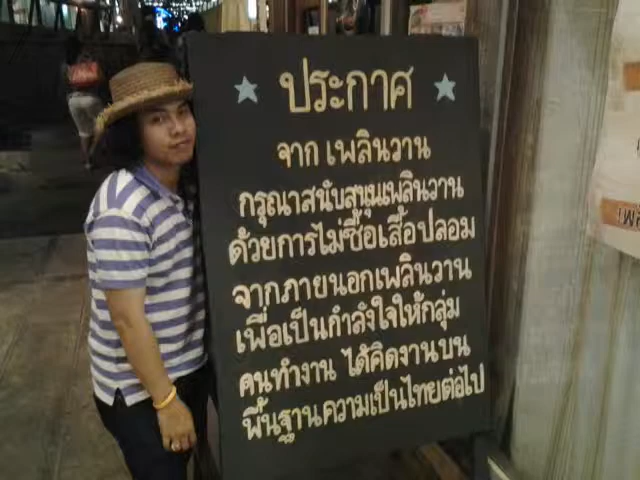 ประกาศ
จาก เพลินวาน
กรุณาสนับสนุนเพลินวาน
ด้วยการไม่ซื้อเสื้อปลอม
จากภายนอกเพลินวาน
เพื่อเป็นกำลังใจให้กลุ่ม
คนทำงาน ได้คิดงานบน
พื้นฐานความเป็นไทยต่อไป